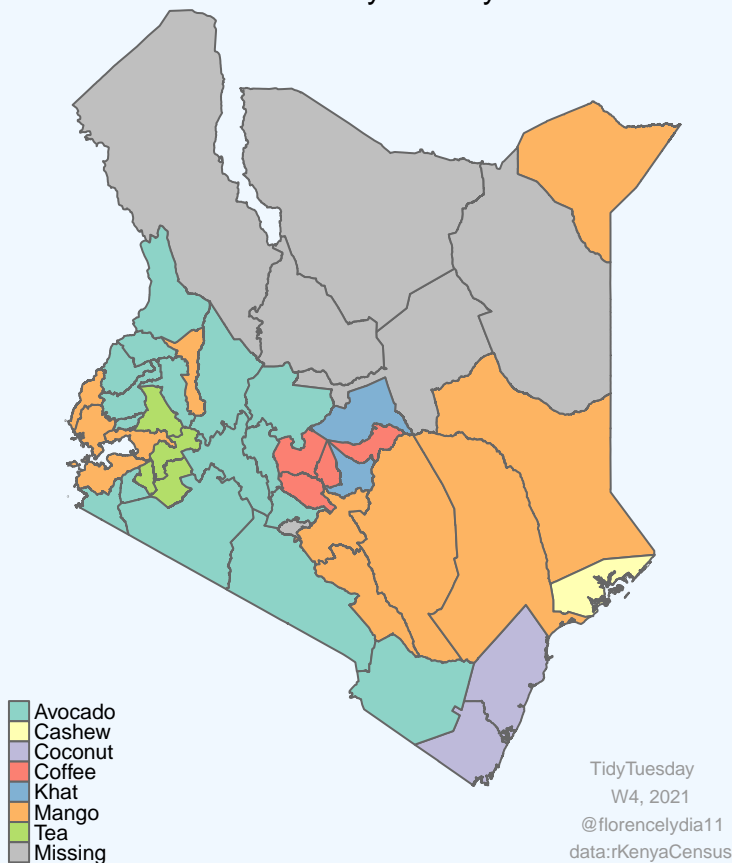 Avocado
Cashew
Coconut
Coffee
Khat
Mango
Tea
Missing
TidyTuesday
W4, 2021
@florencelydia11
data:rKenyaCensus